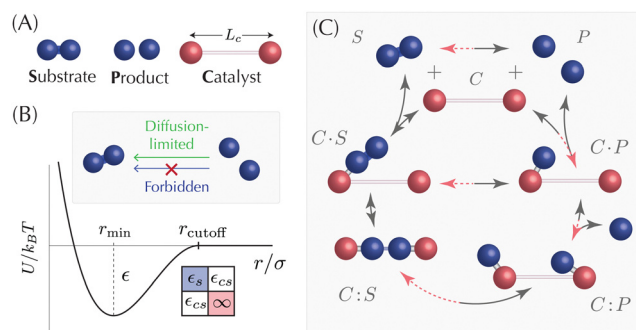 (A)
L_c
Substrate
Product
Catalyst
(B)
Diffusion-
limited
Forbidden
r_min
r_cutoff
U/k_BT
r/σ
ϵ
ϵ_s ϵ_cs
ϵ_cs ∞
(C)
S
P
+ C +
C·S
C·P
C:S
C:P